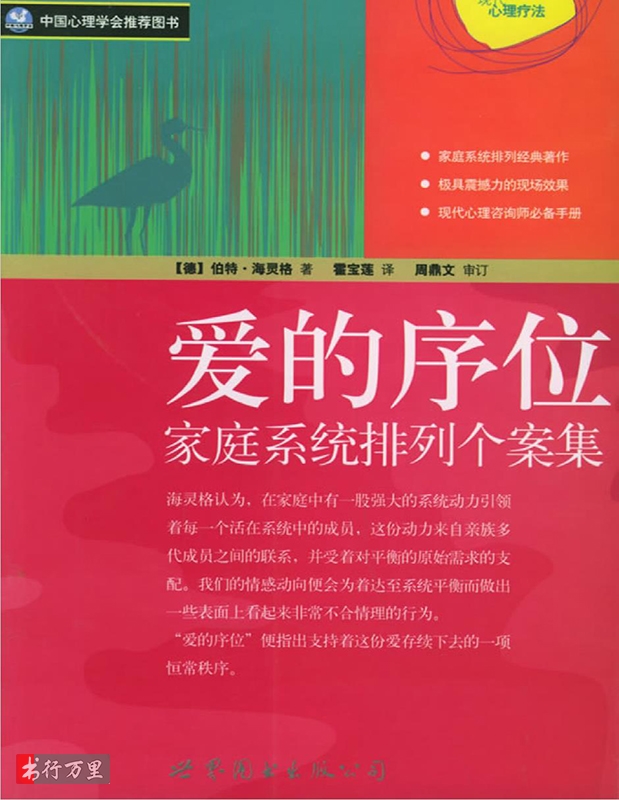 中国心理学会推荐图书
现代
心理疗法
● 家庭系统排列经典著作
● 极具震撼力的现场效果
● 现代心理咨询师必备手册
【德】伯特·海灵格 著 霍宝莲 译 周鼎文 审订
爱的序位
家庭系统排列个案集
海灵格认为，在家庭中有一股强大的系统动力引领
着每一个活在系统中的成员，这份动力来自亲族多
代成员之间的联系，并受着对平衡的原始需求的支
配。我们的情感动向便会为着达至系统平衡而做出
一些表面上看起来非常不合情理的行为。
“爱的序位”便指出支持着这份爱存续下去的一项
恒常秩序。
书行万里
世界图书出版公司